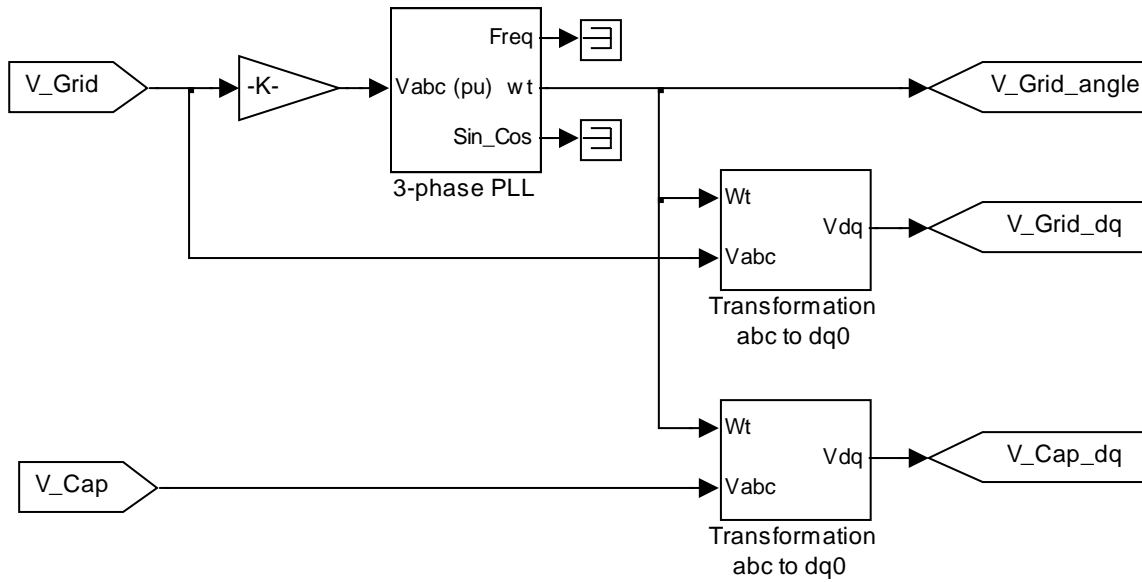 Freq
V_Grid
-K-
Vabc (pu) wt
V_Grid_angle
Sin_Cos
3-phase PLL
Wt
Vdq
V_Grid_dq
Vabc
Transformation
abc to dq0
Wt
Vdq
V_Cap_dq
V_Cap
Vabc
Transformation
abc to dq0